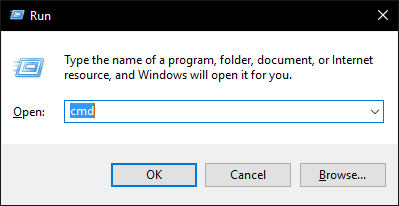 Run
Type the name of a program, folder, document, or Internet
resource, and Windows will open it for you.
Open: cmd
OK Cancel Browse...